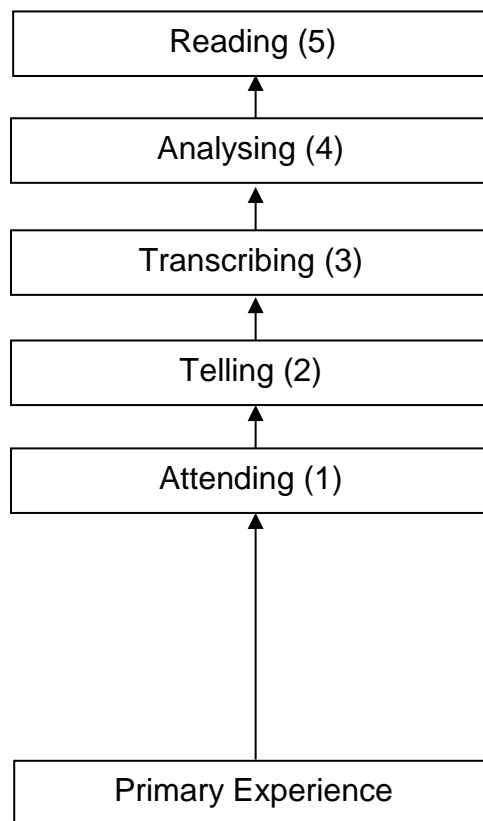 Reading (5)
Analysing (4)
Transcribing (3)
Telling (2)
Attending (1)
Primary Experience